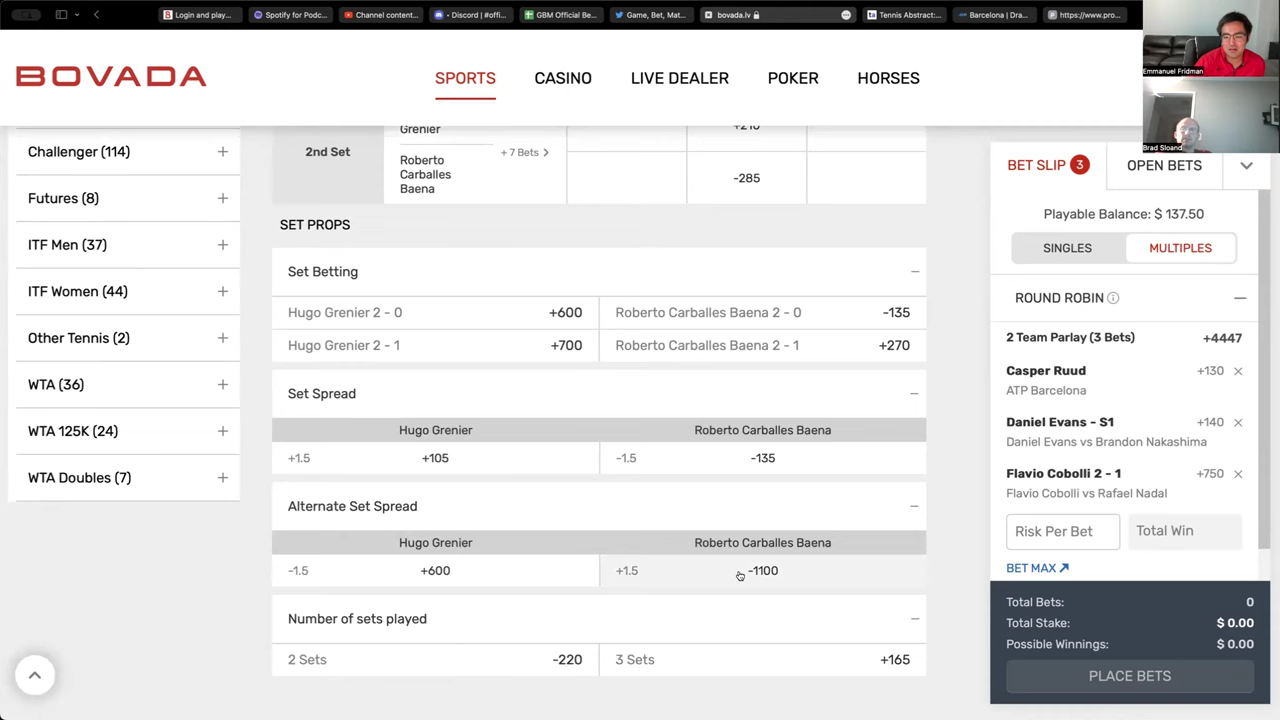 Login and play...
Spotify for Podc...
Channel content...
Discord | #offi...
GBM Official Be...
Game, Bet, Mat...
bovada.lv
Tennis Abstract:...
Barcelona | Dra...
https://www.pro...
BOVADA
SPORTS
CASINO
LIVE DEALER
POKER
HORSES
Emmanuel Fridman
Brad Sloand
Challenger (114)
Futures (8)
ITF Men (37)
ITF Women (44)
Other Tennis (2)
WTA (36)
WTA 125K (24)
WTA Doubles (7)
2nd Set
Grenier
+210
Roberto
Carballes
Baena
+ 7 Bets
-285
SET PROPS
Set Betting
Hugo Grenier 2 - 0 +600 Roberto Carballes Baena 2 - 0 -135
Hugo Grenier 2 - 1 +700 Roberto Carballes Baena 2 - 1 +270
Set Spread
Hugo Grenier Roberto Carballes Baena
+1.5 +105 -1.5 -135
Alternate Set Spread
Hugo Grenier Roberto Carballes Baena
-1.5 +600 +1.5 -1100
Number of sets played
2 Sets -220 3 Sets +165
BET SLIP 3
OPEN BETS
Playable Balance: $ 137.50
SINGLES MULTIPLES
ROUND ROBIN
2 Team Parlay (3 Bets) +4447
Casper Ruud +130
ATP Barcelona
Daniel Evans - S1 +140
Daniel Evans vs Brandon Nakashima
Flavio Cobolli 2 - 1 +750
Flavio Cobolli vs Rafael Nadal
Risk Per Bet Total Win
BET MAX
Total Bets: 0
Total Stake: $ 0.00
Possible Winnings: $ 0.00
PLACE BETS